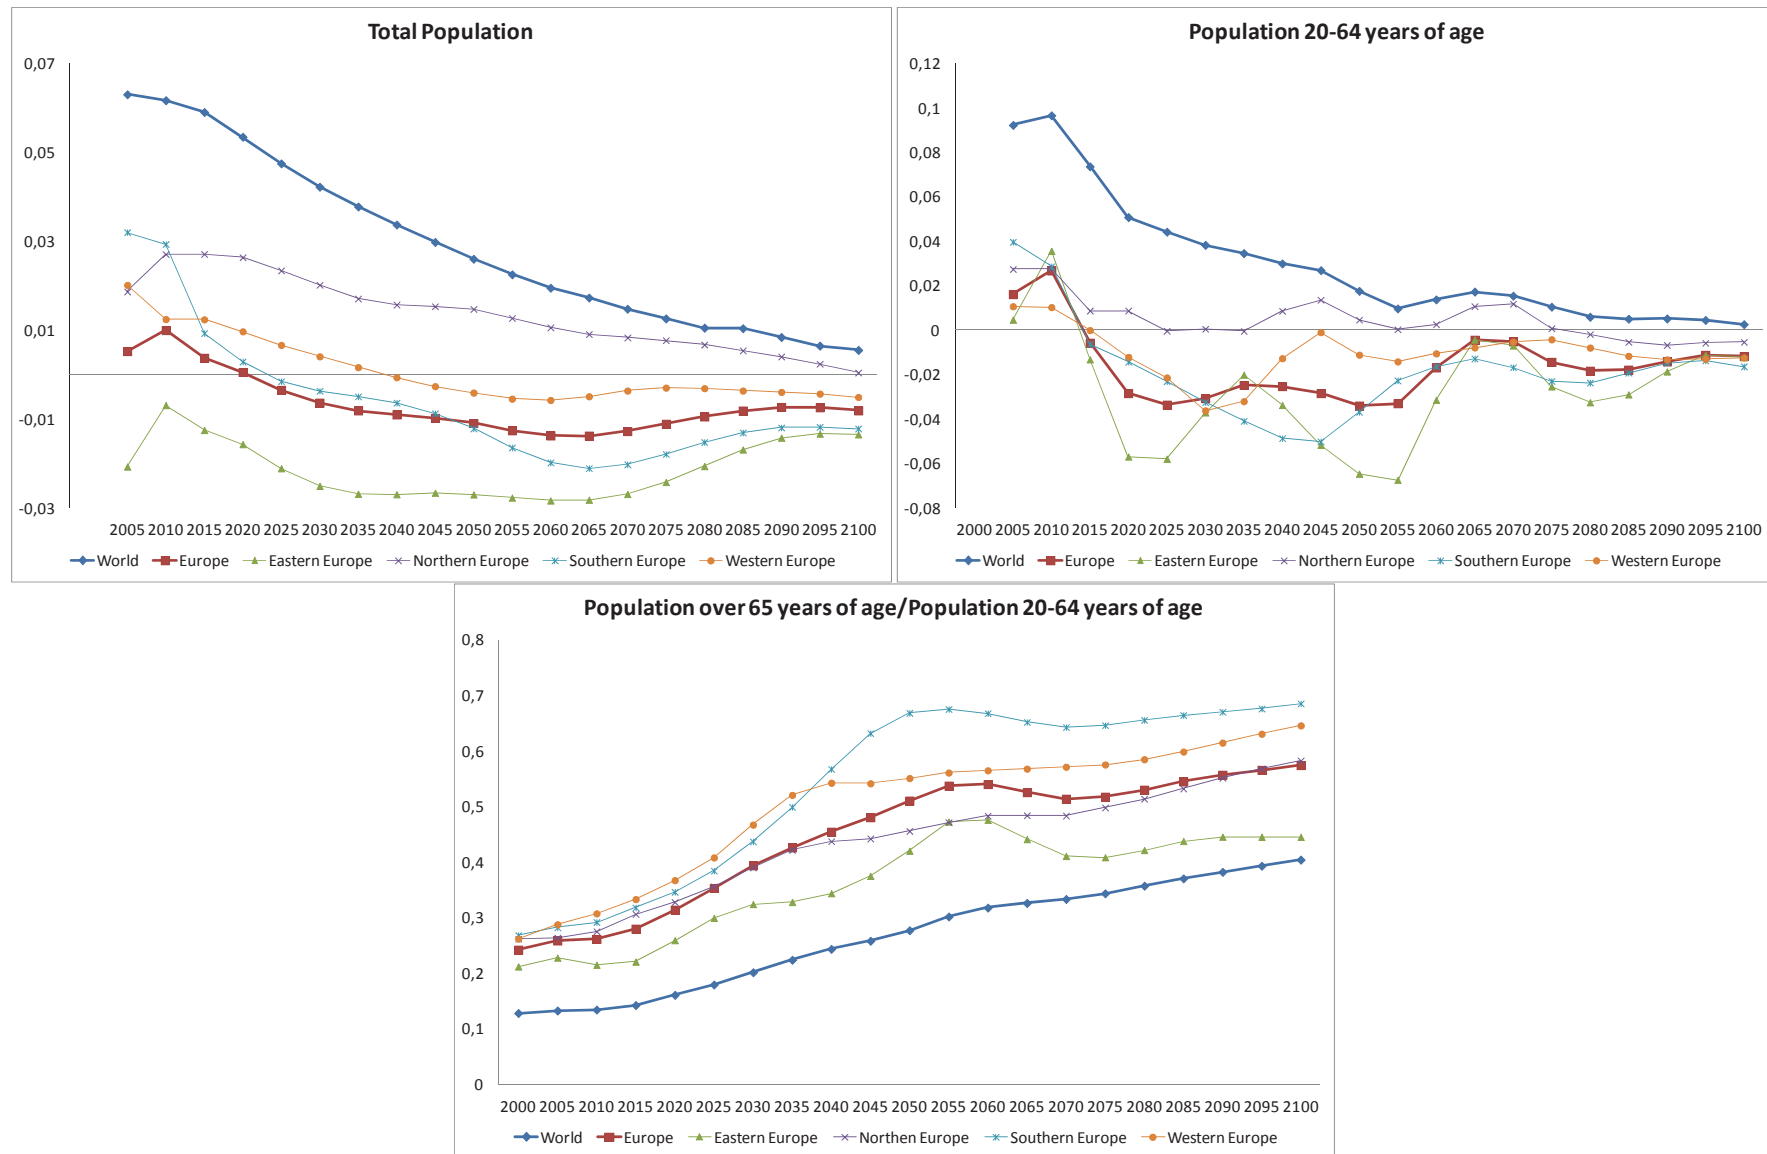 Total Population
0,07
0,05
0,03
0,01
-0,01
-0,03
2005 2010 2015 2020 2025 2030 2035 2040 2045 2050 2055 2060 2065 2070 2075 2080 2085 2090 2095 2100
World Europe Eastern Europe Northern Europe Southern Europe Western Europe
Population 20-64 years of age
0,12
0,1
0,08
0,06
0,04
0,02
0
-0,02
-0,04
-0,06
-0,08
2000 2005 2010 2015 2020 2025 2030 2035 2040 2045 2050 2055 2060 2065 2070 2075 2080 2085 2090 2095 2100
World Europe Eastern Europe Northern Europe Southern Europe Western Europe
Population over 65 years of age/Population 20-64 years of age
0,8
0,7
0,6
0,5
0,4
0,3
0,2
0,1
0
2000 2005 2010 2015 2020 2025 2030 2035 2040 2045 2050 2055 2060 2065 2070 2075 2080 2085 2090 2095 2100
World Europe Eastern Europe Northen Europe Southern Europe Western Europe